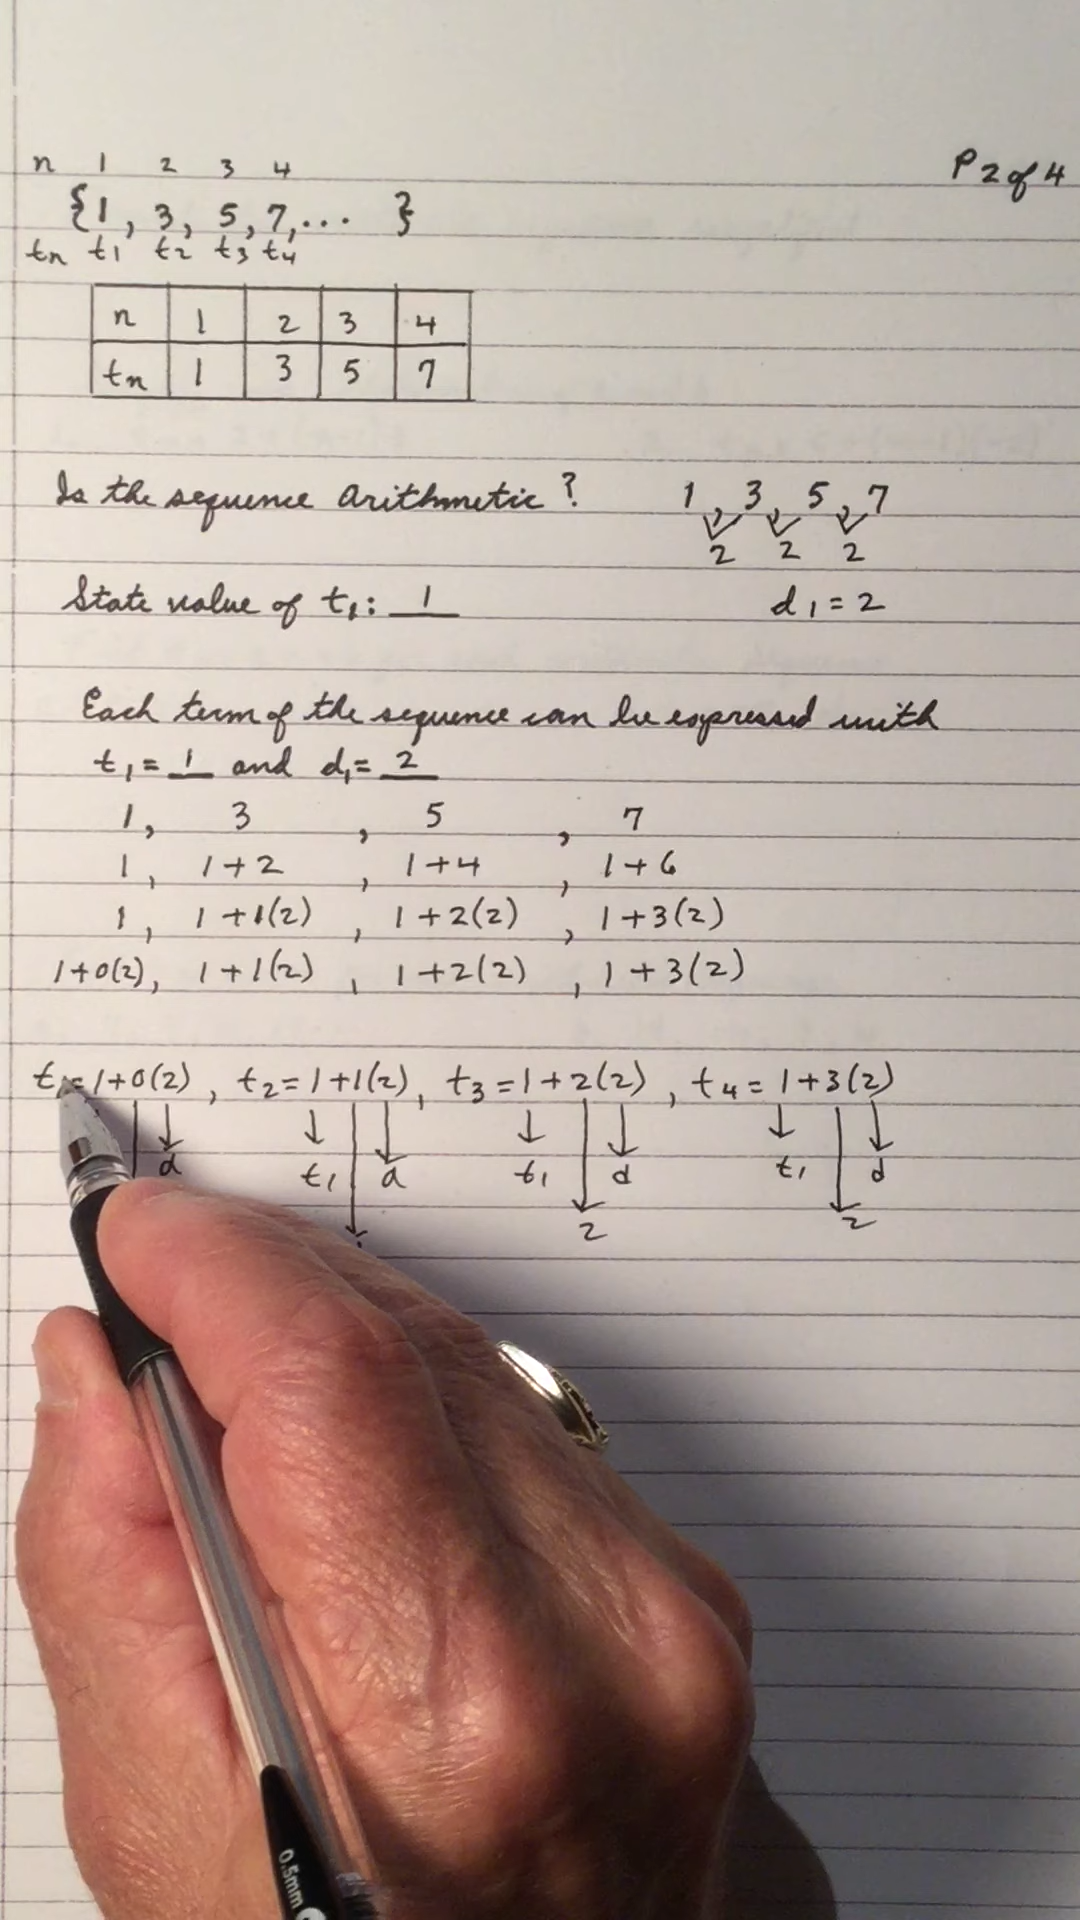 P 2 of 4
n 1 2 3 4
{1, 3, 5, 7, ... }
tn t1 t2 t3 t4
n 1 2 3 4
tn 1 3 5 7
Is the sequence arithmetic? 1, 3, 5, 7
2 2 2
State value of t1: 1 d1 = 2
Each term of the sequence can be expressed with
t1 = 1 and d1 = 2
1, 3, 5, 7
1, 1+2, 1+4, 1+6
1, 1+1(2), 1+2(2), 1+3(2)
1+0(2), 1+1(2), 1+2(2), 1+3(2)
t = 1+0(2), t2 = 1+1(2), t3 = 1+2(2), t4 = 1+3(2)
d t1 d t1 d t1 d
2 2
0.5mm